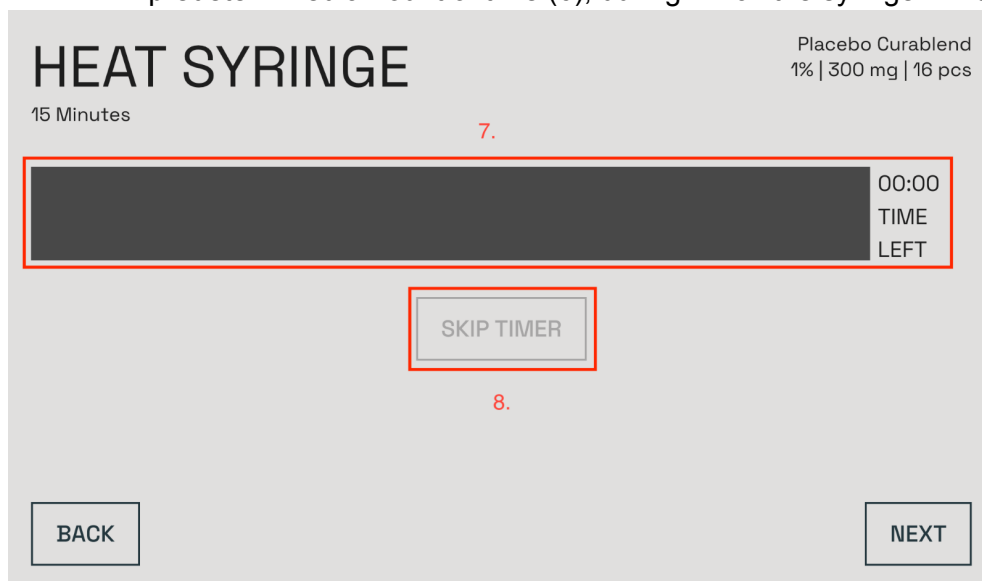 HEAT SYRINGE
Placebo Curablend
1% | 300 mg | 16 pcs
15 Minutes
7.
00:00
TIME
LEFT
SKIP TIMER
8.
BACK
NEXT